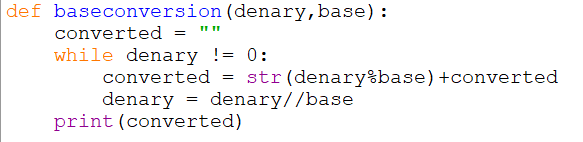 def baseconversion(denary,base):
    converted = ""
    while denary != 0:
        converted = str(denary%base)+converted
        denary = denary//base
    print(converted)